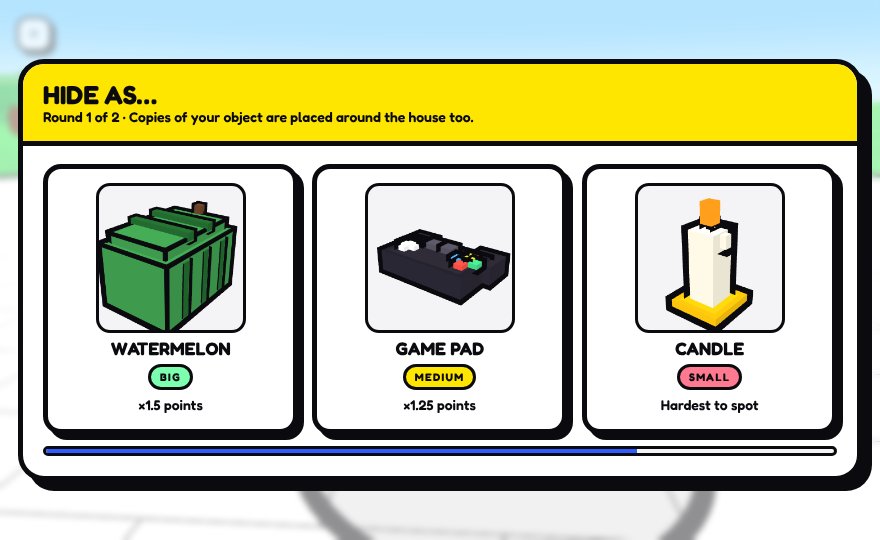 HIDE AS...
Round 1 of 2 · Copies of your object are placed around the house too.
WATERMELON
BIG
×1.5 points
GAME PAD
MEDIUM
×1.25 points
CANDLE
SMALL
Hardest to spot